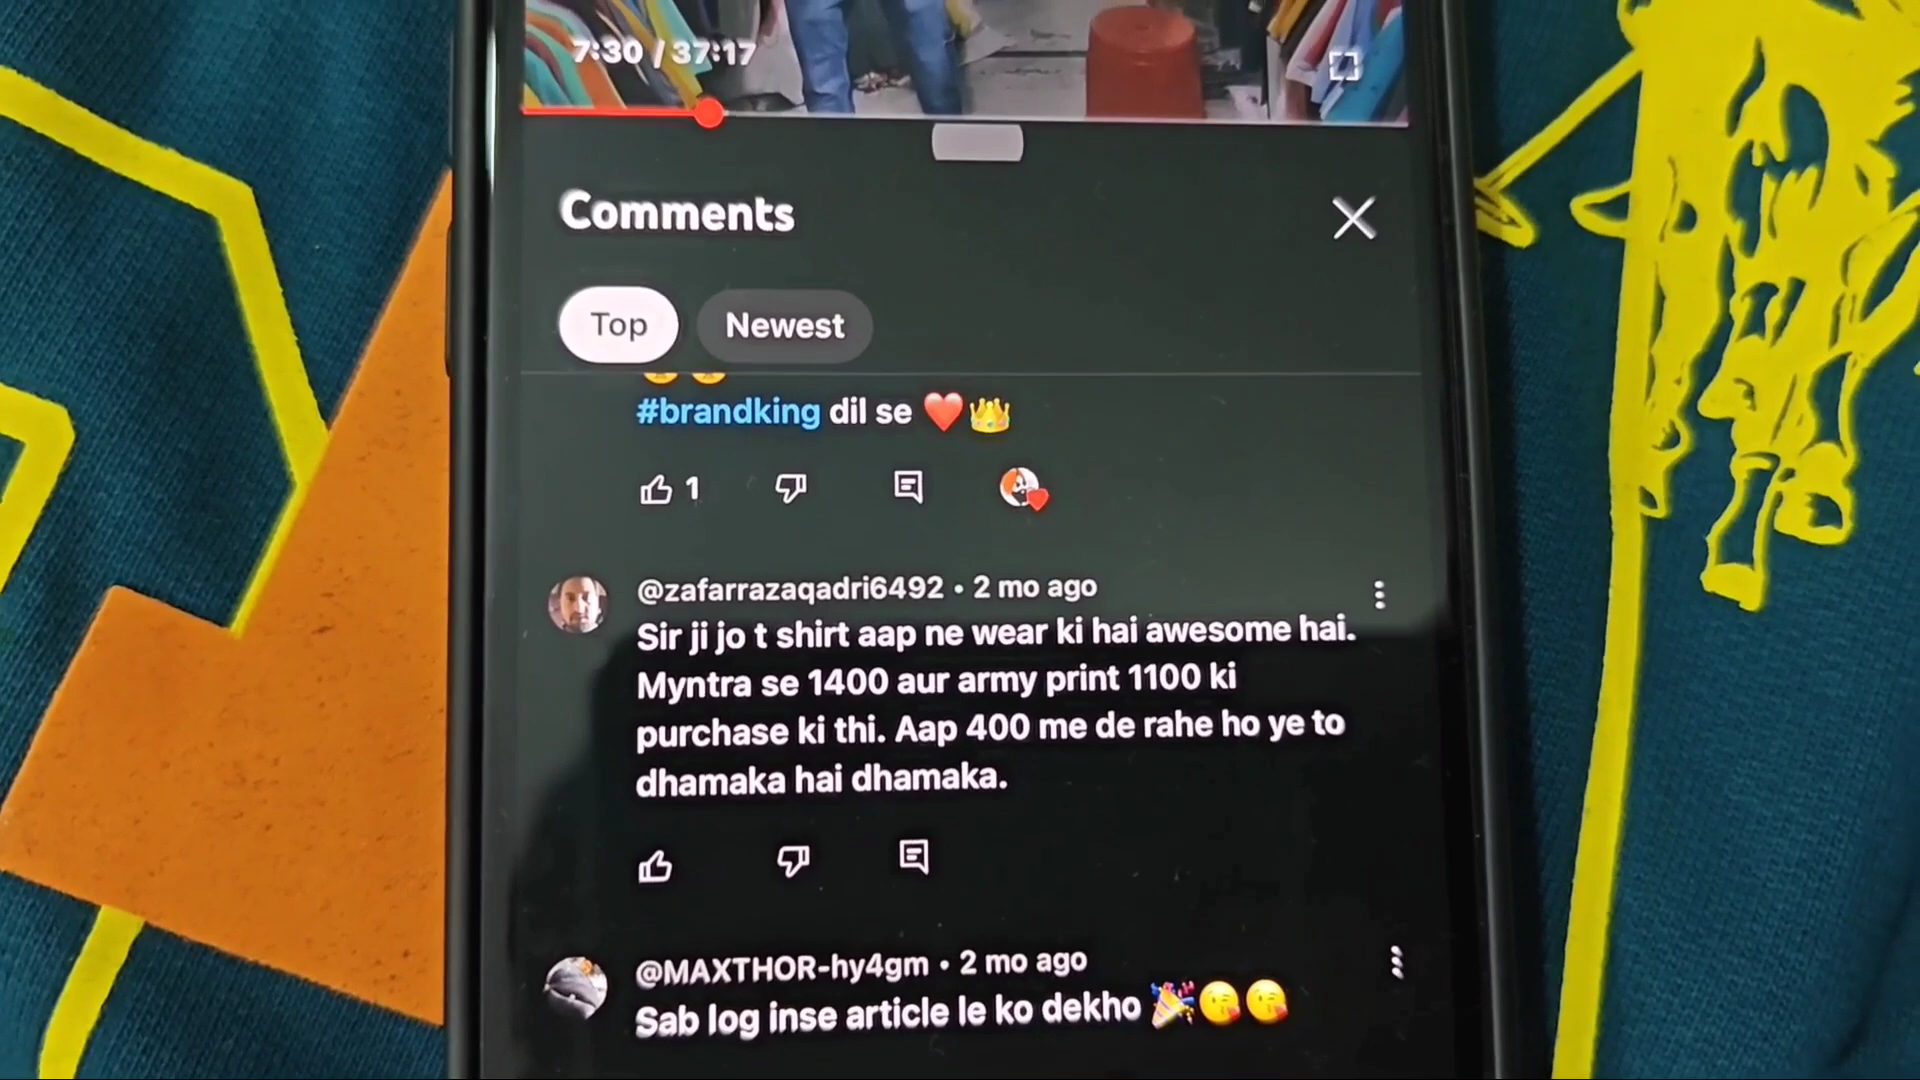 7:30 / 37:17
Comments
Top Newest
#brandking dil se ❤️👑
1
@zafarrazaqadri6492 • 2 mo ago
Sir ji jo t shirt aap ne wear ki hai awesome hai.
Myntra se 1400 aur army print 1100 ki
purchase ki thi. Aap 400 me de rahe ho ye to
dhamaka hai dhamaka.
@MAXTHOR-hy4gm • 2 mo ago
Sab log inse article le ko dekho 🎉😘😘